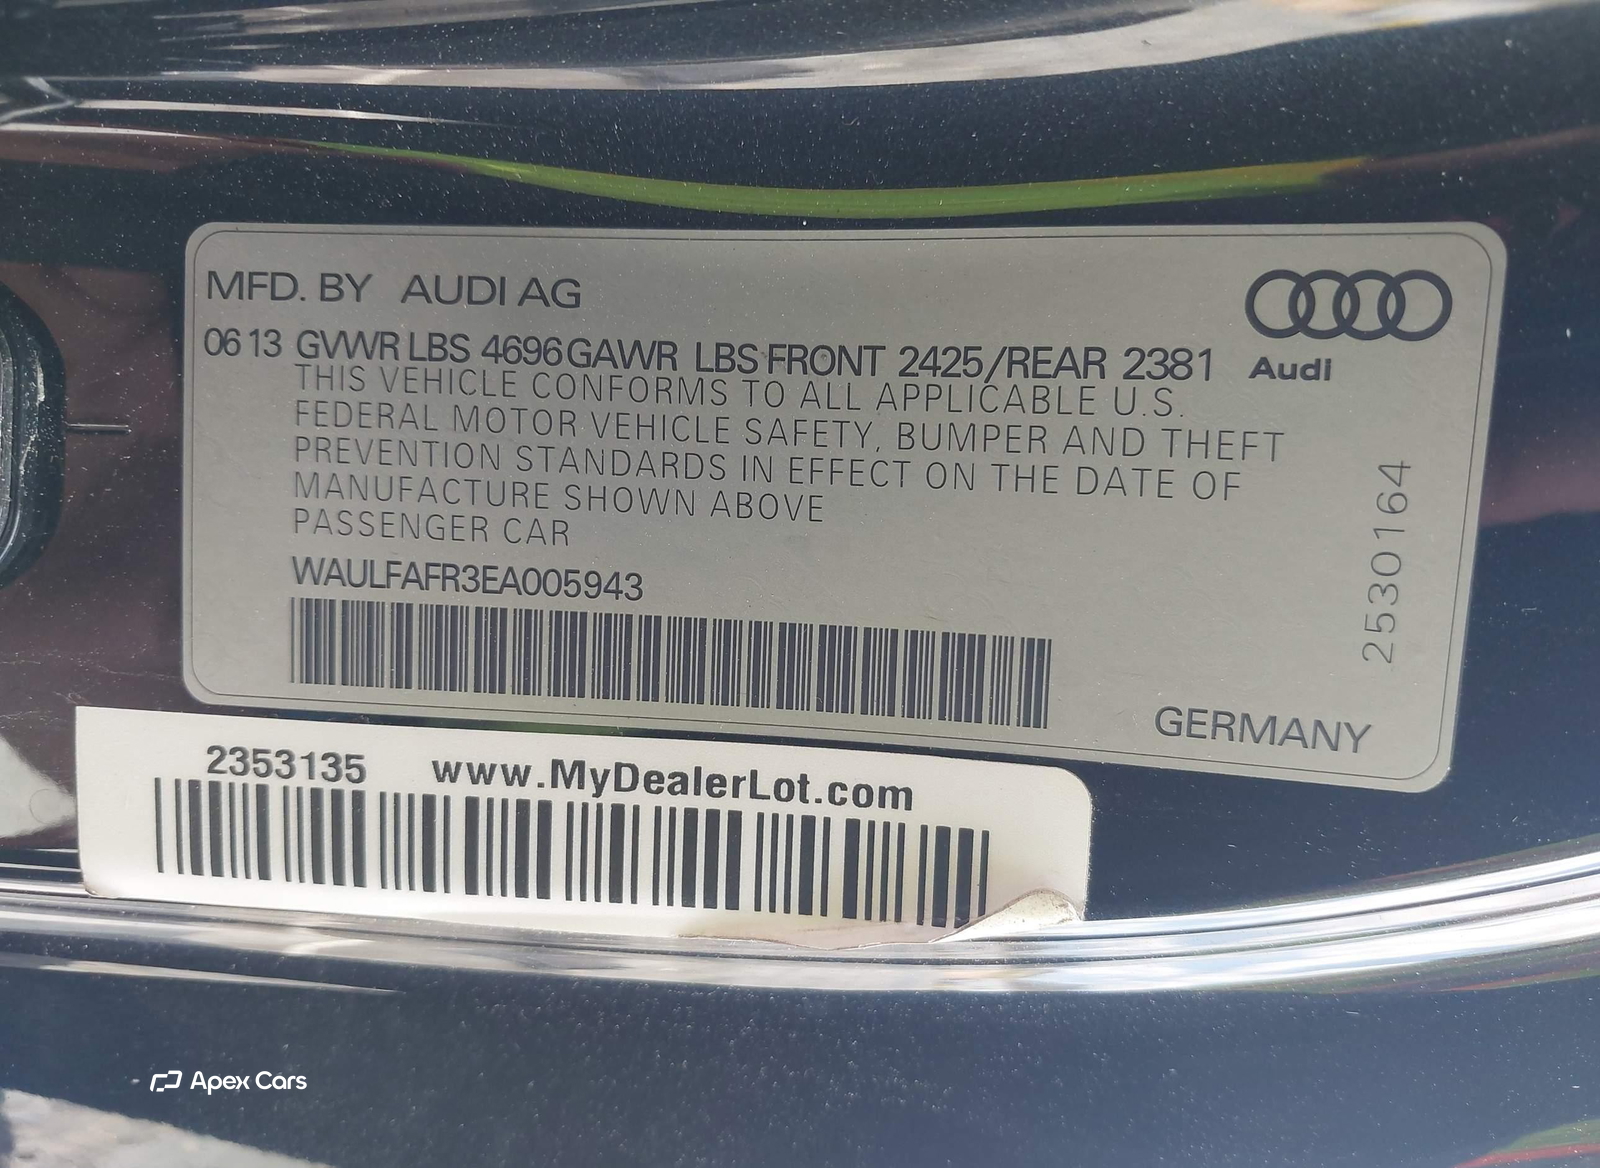 MFD. BY AUDI AG
Audi
06 13 GVWR LBS 4696 GAWR LBS FRONT 2425/REAR 2381
THIS VEHICLE CONFORMS TO ALL APPLICABLE U.S.
FEDERAL MOTOR VEHICLE SAFETY, BUMPER AND THEFT
PREVENTION STANDARDS IN EFFECT ON THE DATE OF
MANUFACTURE SHOWN ABOVE
PASSENGER CAR
WAULFAFR3EA005943
2530164
GERMANY
2353135 www.MyDealerLot.com
Apex Cars